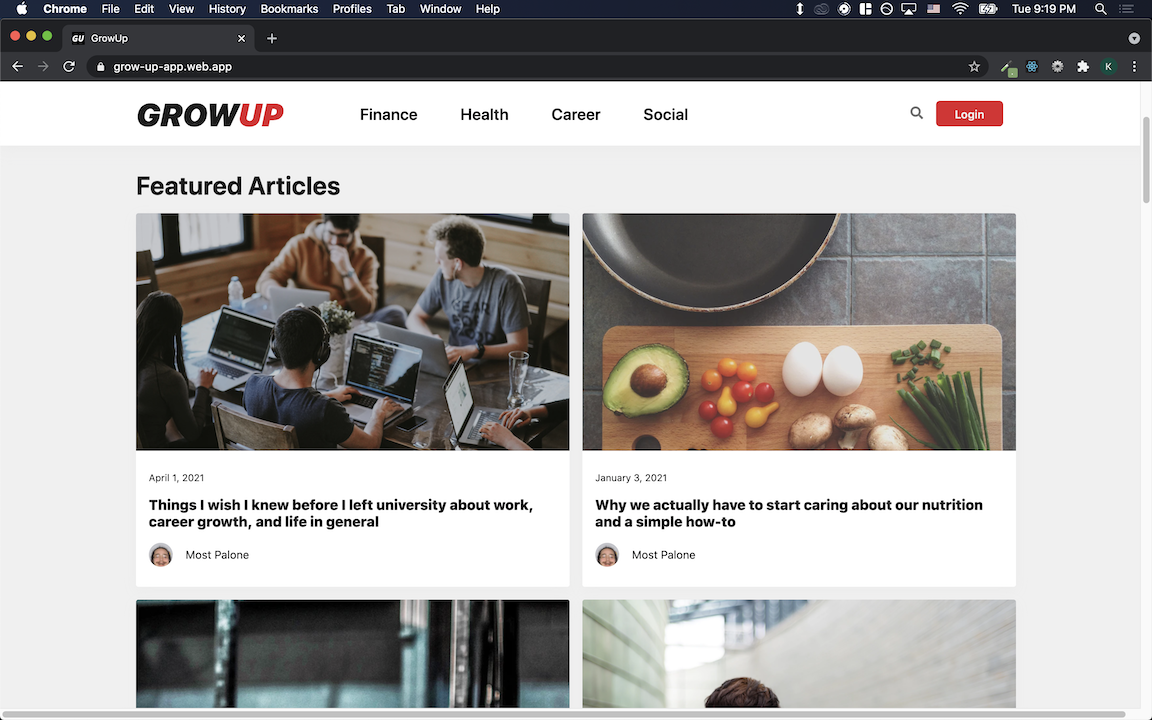 Chrome File Edit View History Bookmarks Profiles Tab Window Help Tue 9:19 PM
GU GrowUp
grow-up-app.web.app K
GROWUP Finance Health Career Social Login
Featured Articles
April 1, 2021
Things I wish I knew before I left university about work,
career growth, and life in general
Most Palone
January 3, 2021
Why we actually have to start caring about our nutrition
and a simple how-to
Most Palone